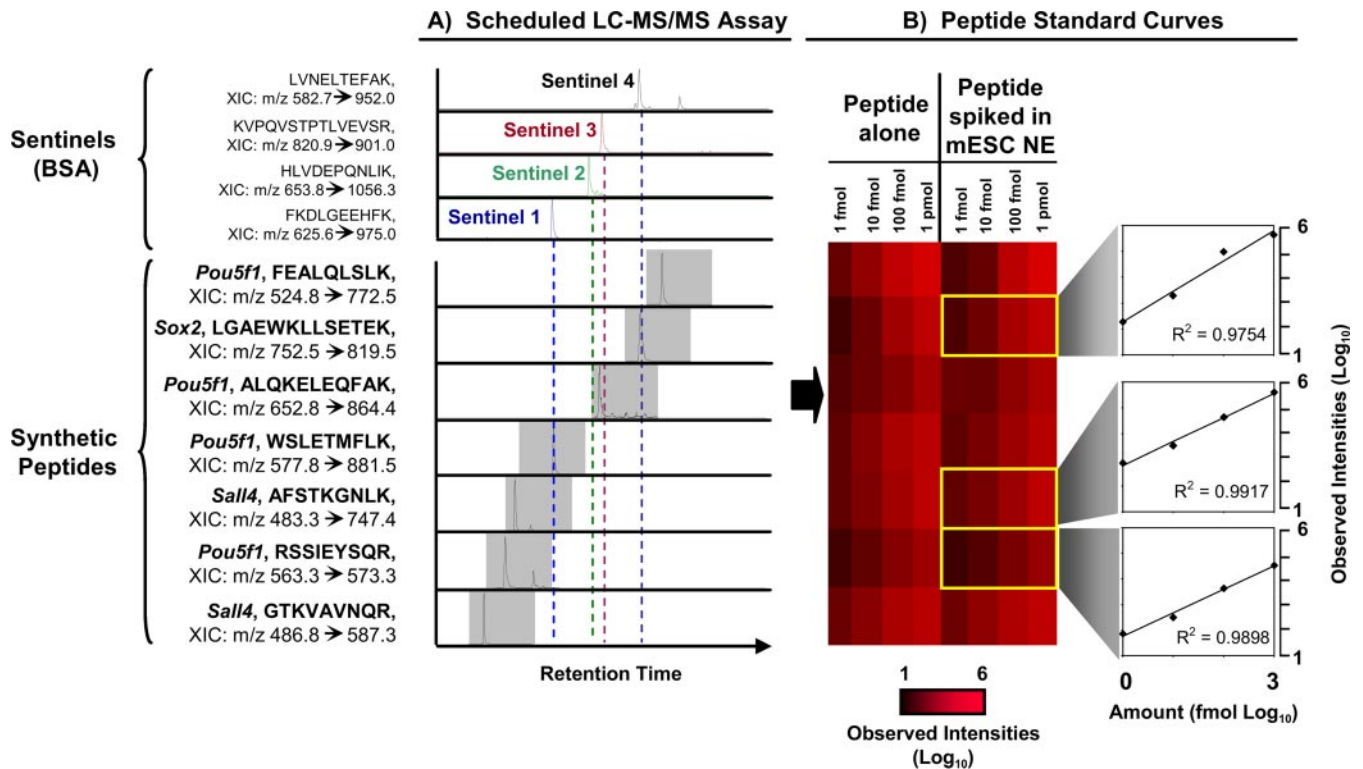 A) Scheduled LC-MS/MS Assay
B) Peptide Standard Curves
Sentinels
(BSA)
LVNELTEFAK,
XIC: m/z 582.7➔952.0
KVPQVSTPTLVEVSR,
XIC: m/z 820.9➔901.0
HLVDEPQNLIK,
XIC: m/z 653.8➔1056.3
FKDLGEEHFK,
XIC: m/z 625.6➔975.0
Sentinel 4
Sentinel 3
Sentinel 2
Sentinel 1
Synthetic
Peptides
Pou5f1, FEALQLSLK,
XIC: m/z 524.8➔772.5
Sox2, LGAEWKLLSETEK,
XIC: m/z 752.5➔819.5
Pou5f1, ALQKELEQFAK,
XIC: m/z 652.8➔864.4
Pou5f1, WSLETMFLK,
XIC: m/z 577.8➔881.5
Sall4, AFSTKGNLK,
XIC: m/z 483.3➔747.4
Pou5f1, RSSIEYSQR,
XIC: m/z 563.3➔573.3
Sall4, GTKVAVNQR,
XIC: m/z 486.8➔587.3
Retention Time
Peptide
alone
Peptide
spiked in
mESC NE
1 fmol
10 fmol
100 fmol
1 pmol
1 fmol
10 fmol
100 fmol
1 pmol
1 6
Observed Intensities
(Log₁₀)
6
R² = 0.9754
1
6
R² = 0.9917
1
6
R² = 0.9898
1
0 3
Amount (fmol Log₁₀)
Observed Intensities (Log₁₀)